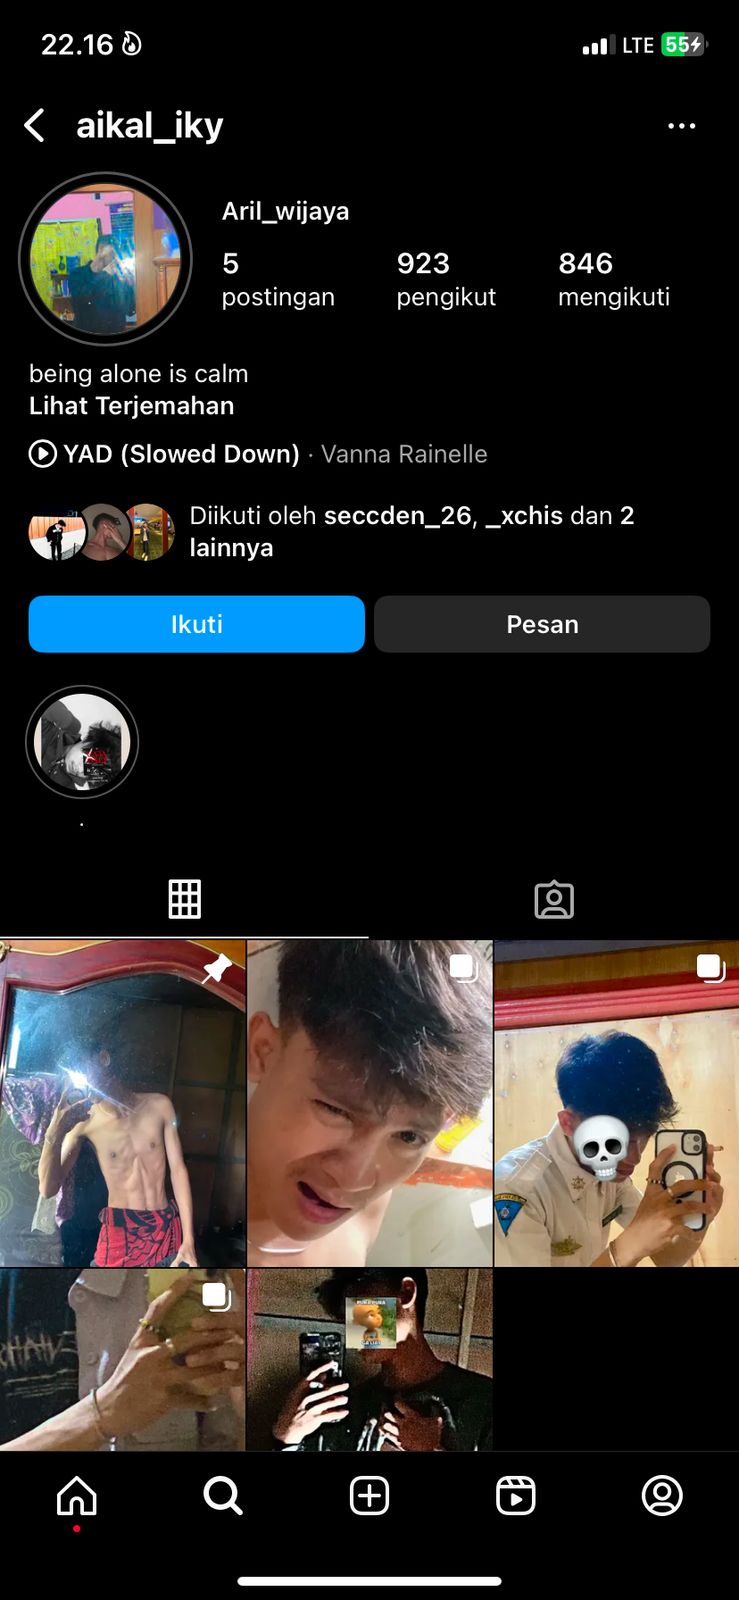 22.16
LTE 55
aikal_iky
Aril_wijaya
5 923 846
postingan pengikut mengikuti
being alone is calm
Lihat Terjemahan
YAD (Slowed Down) · Vanna Rainelle
Diikuti oleh seccden_26, _xchis dan 2
lainnya
Ikuti Pesan
.